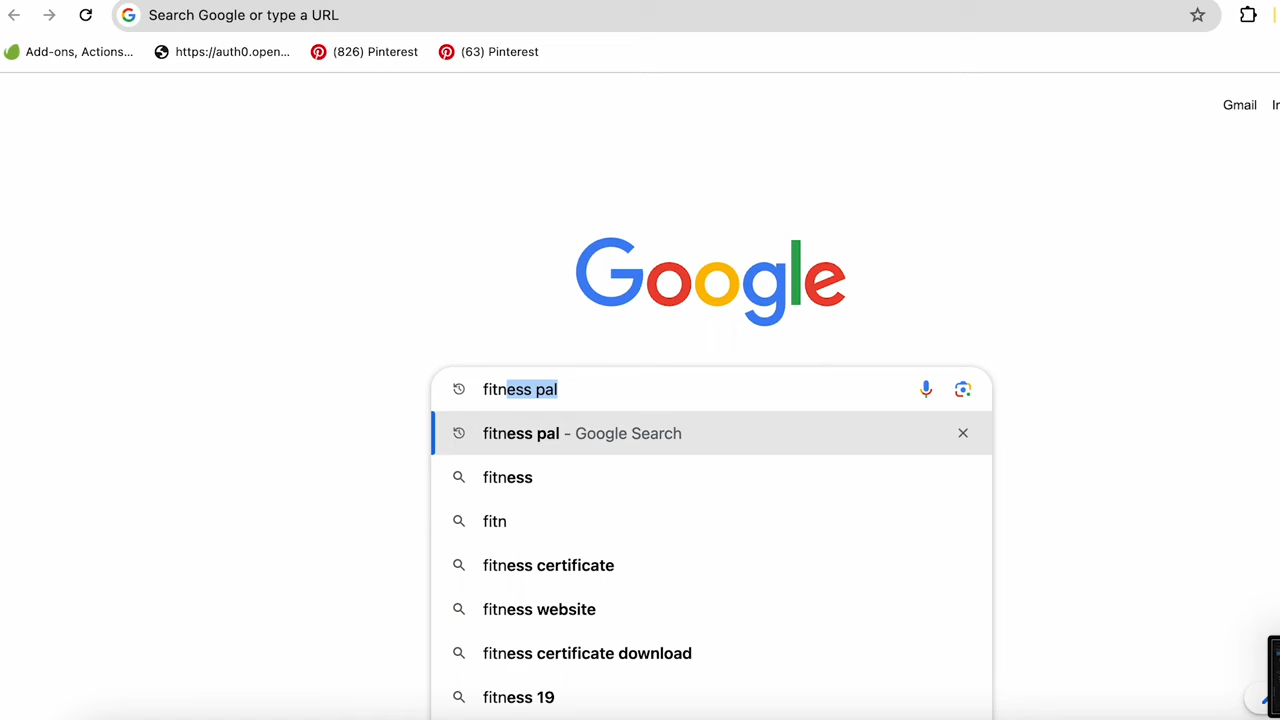 Search Google or type a URL
Add-ons, Actions...
https://auth0.open...
(826) Pinterest
(63) Pinterest
Gmail
Google
fitness pal
fitness pal - Google Search
fitness
fitn
fitness certificate
fitness website
fitness certificate download
fitness 19